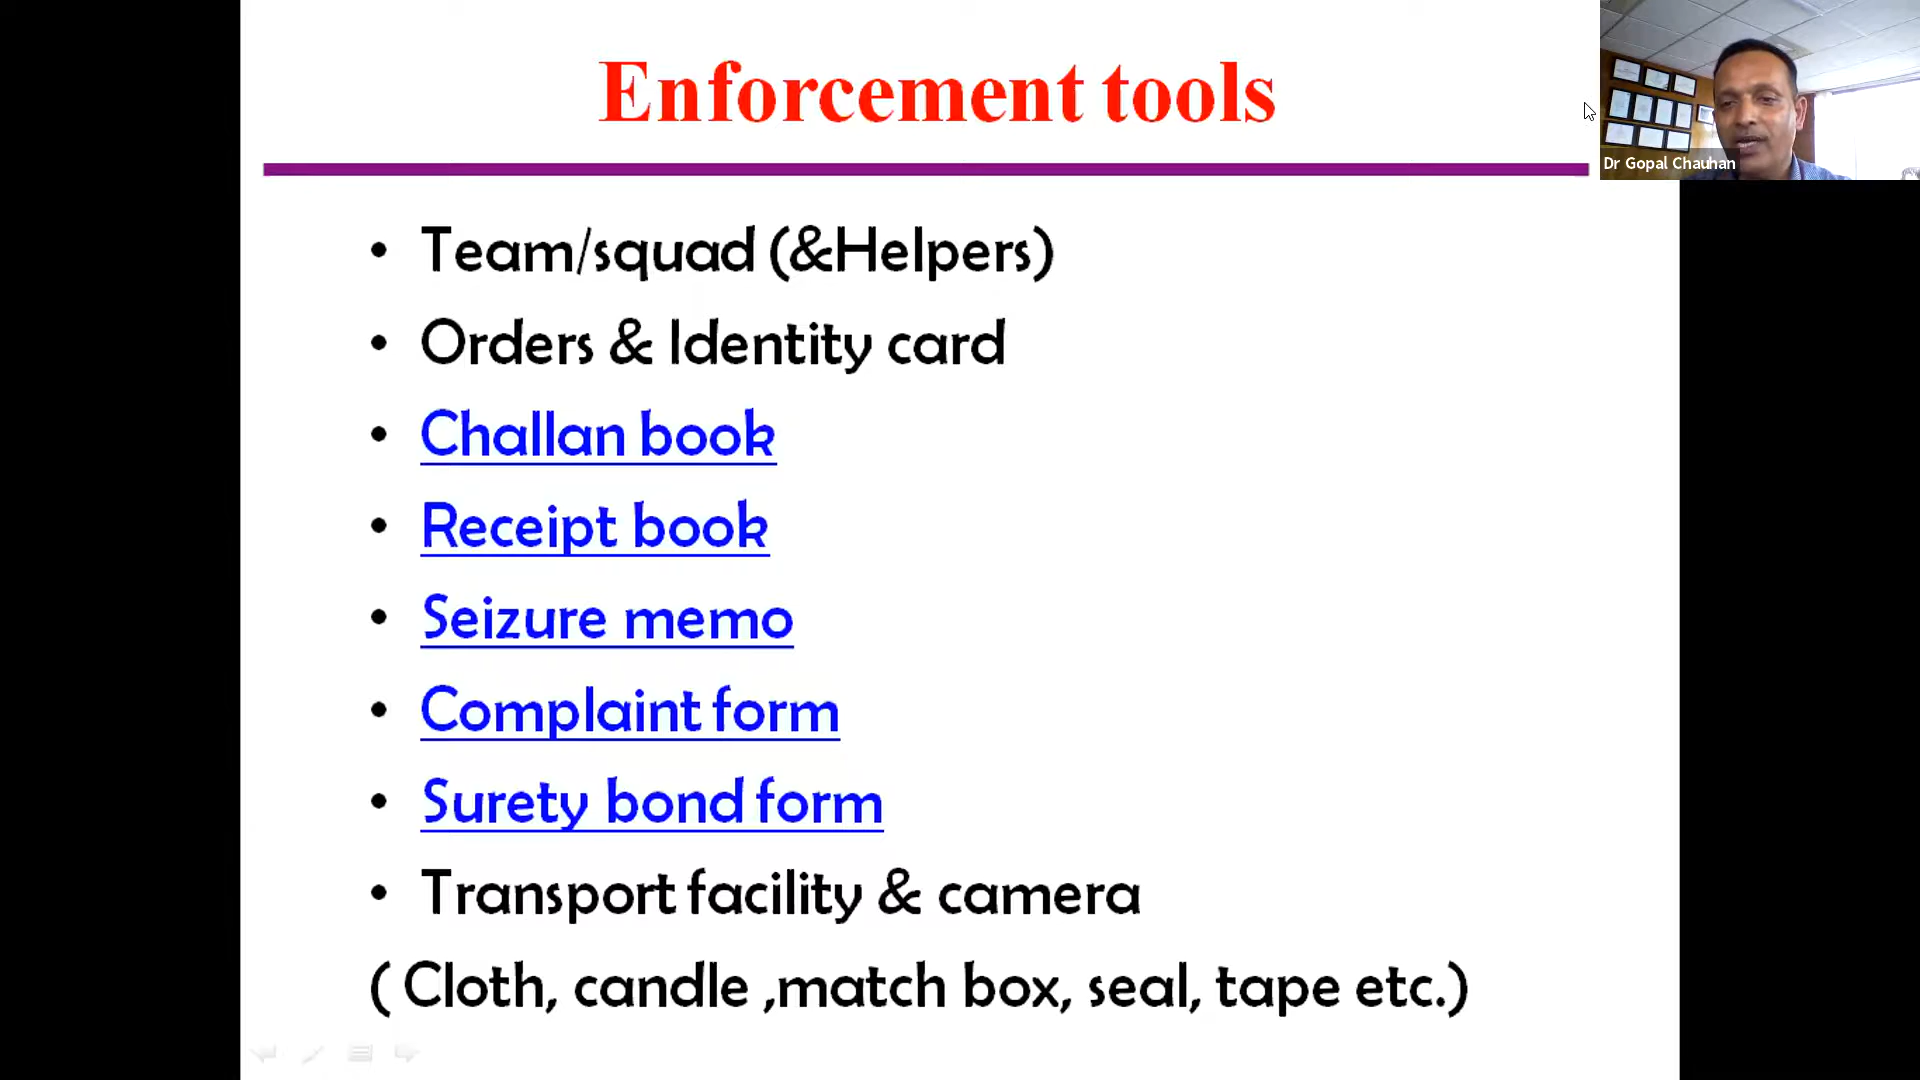 Enforcement tools
Dr Gopal Chauhan
• Team/squad (&Helpers)
• Orders & Identity card
• Challan book
• Receipt book
• Seizure memo
• Complaint form
• Surety bond form
• Transport facility & camera
( Cloth, candle ,match box, seal, tape etc.)